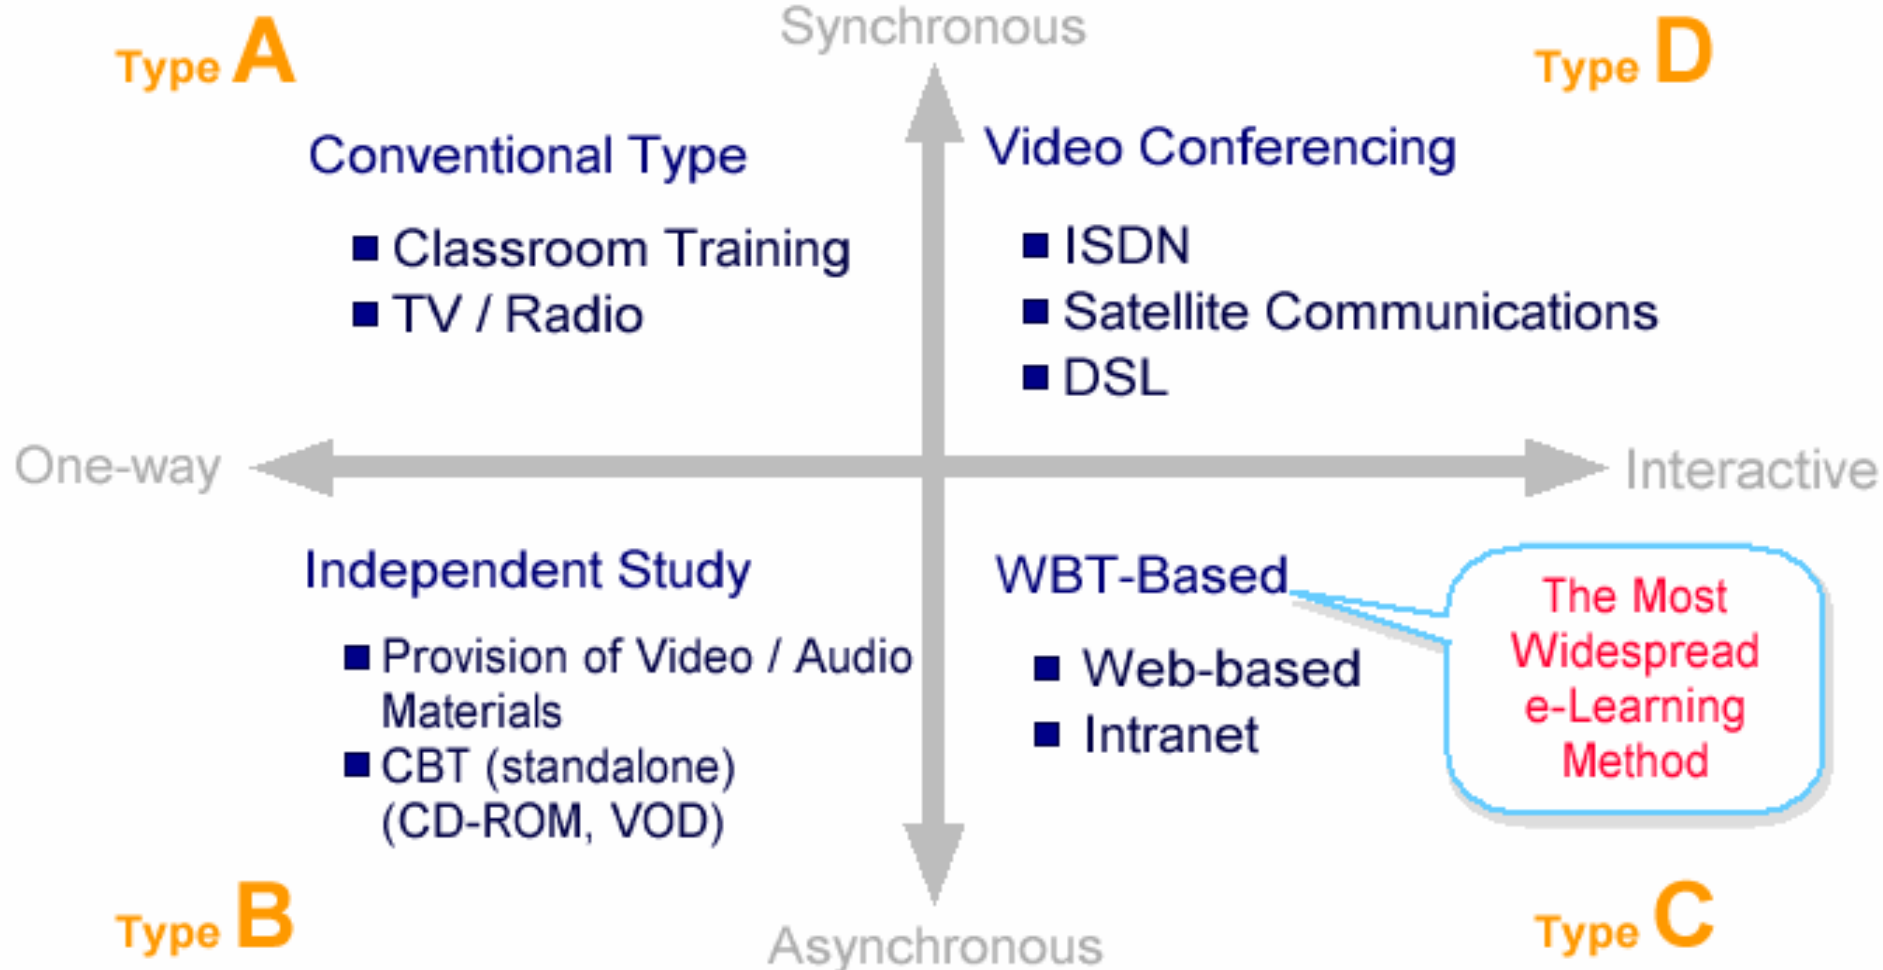 Synchronous
Type A
Type D
Conventional Type
■ Classroom Training
■ TV / Radio
Video Conferencing
■ ISDN
■ Satellite Communications
■ DSL
One-way
Interactive
Independent Study
■ Provision of Video / Audio
Materials
■ CBT (standalone)
(CD-ROM, VOD)
WBT-Based
■ Web-based
■ Intranet
The Most
Widespread
e-Learning
Method
Type B
Type C
Asynchronous